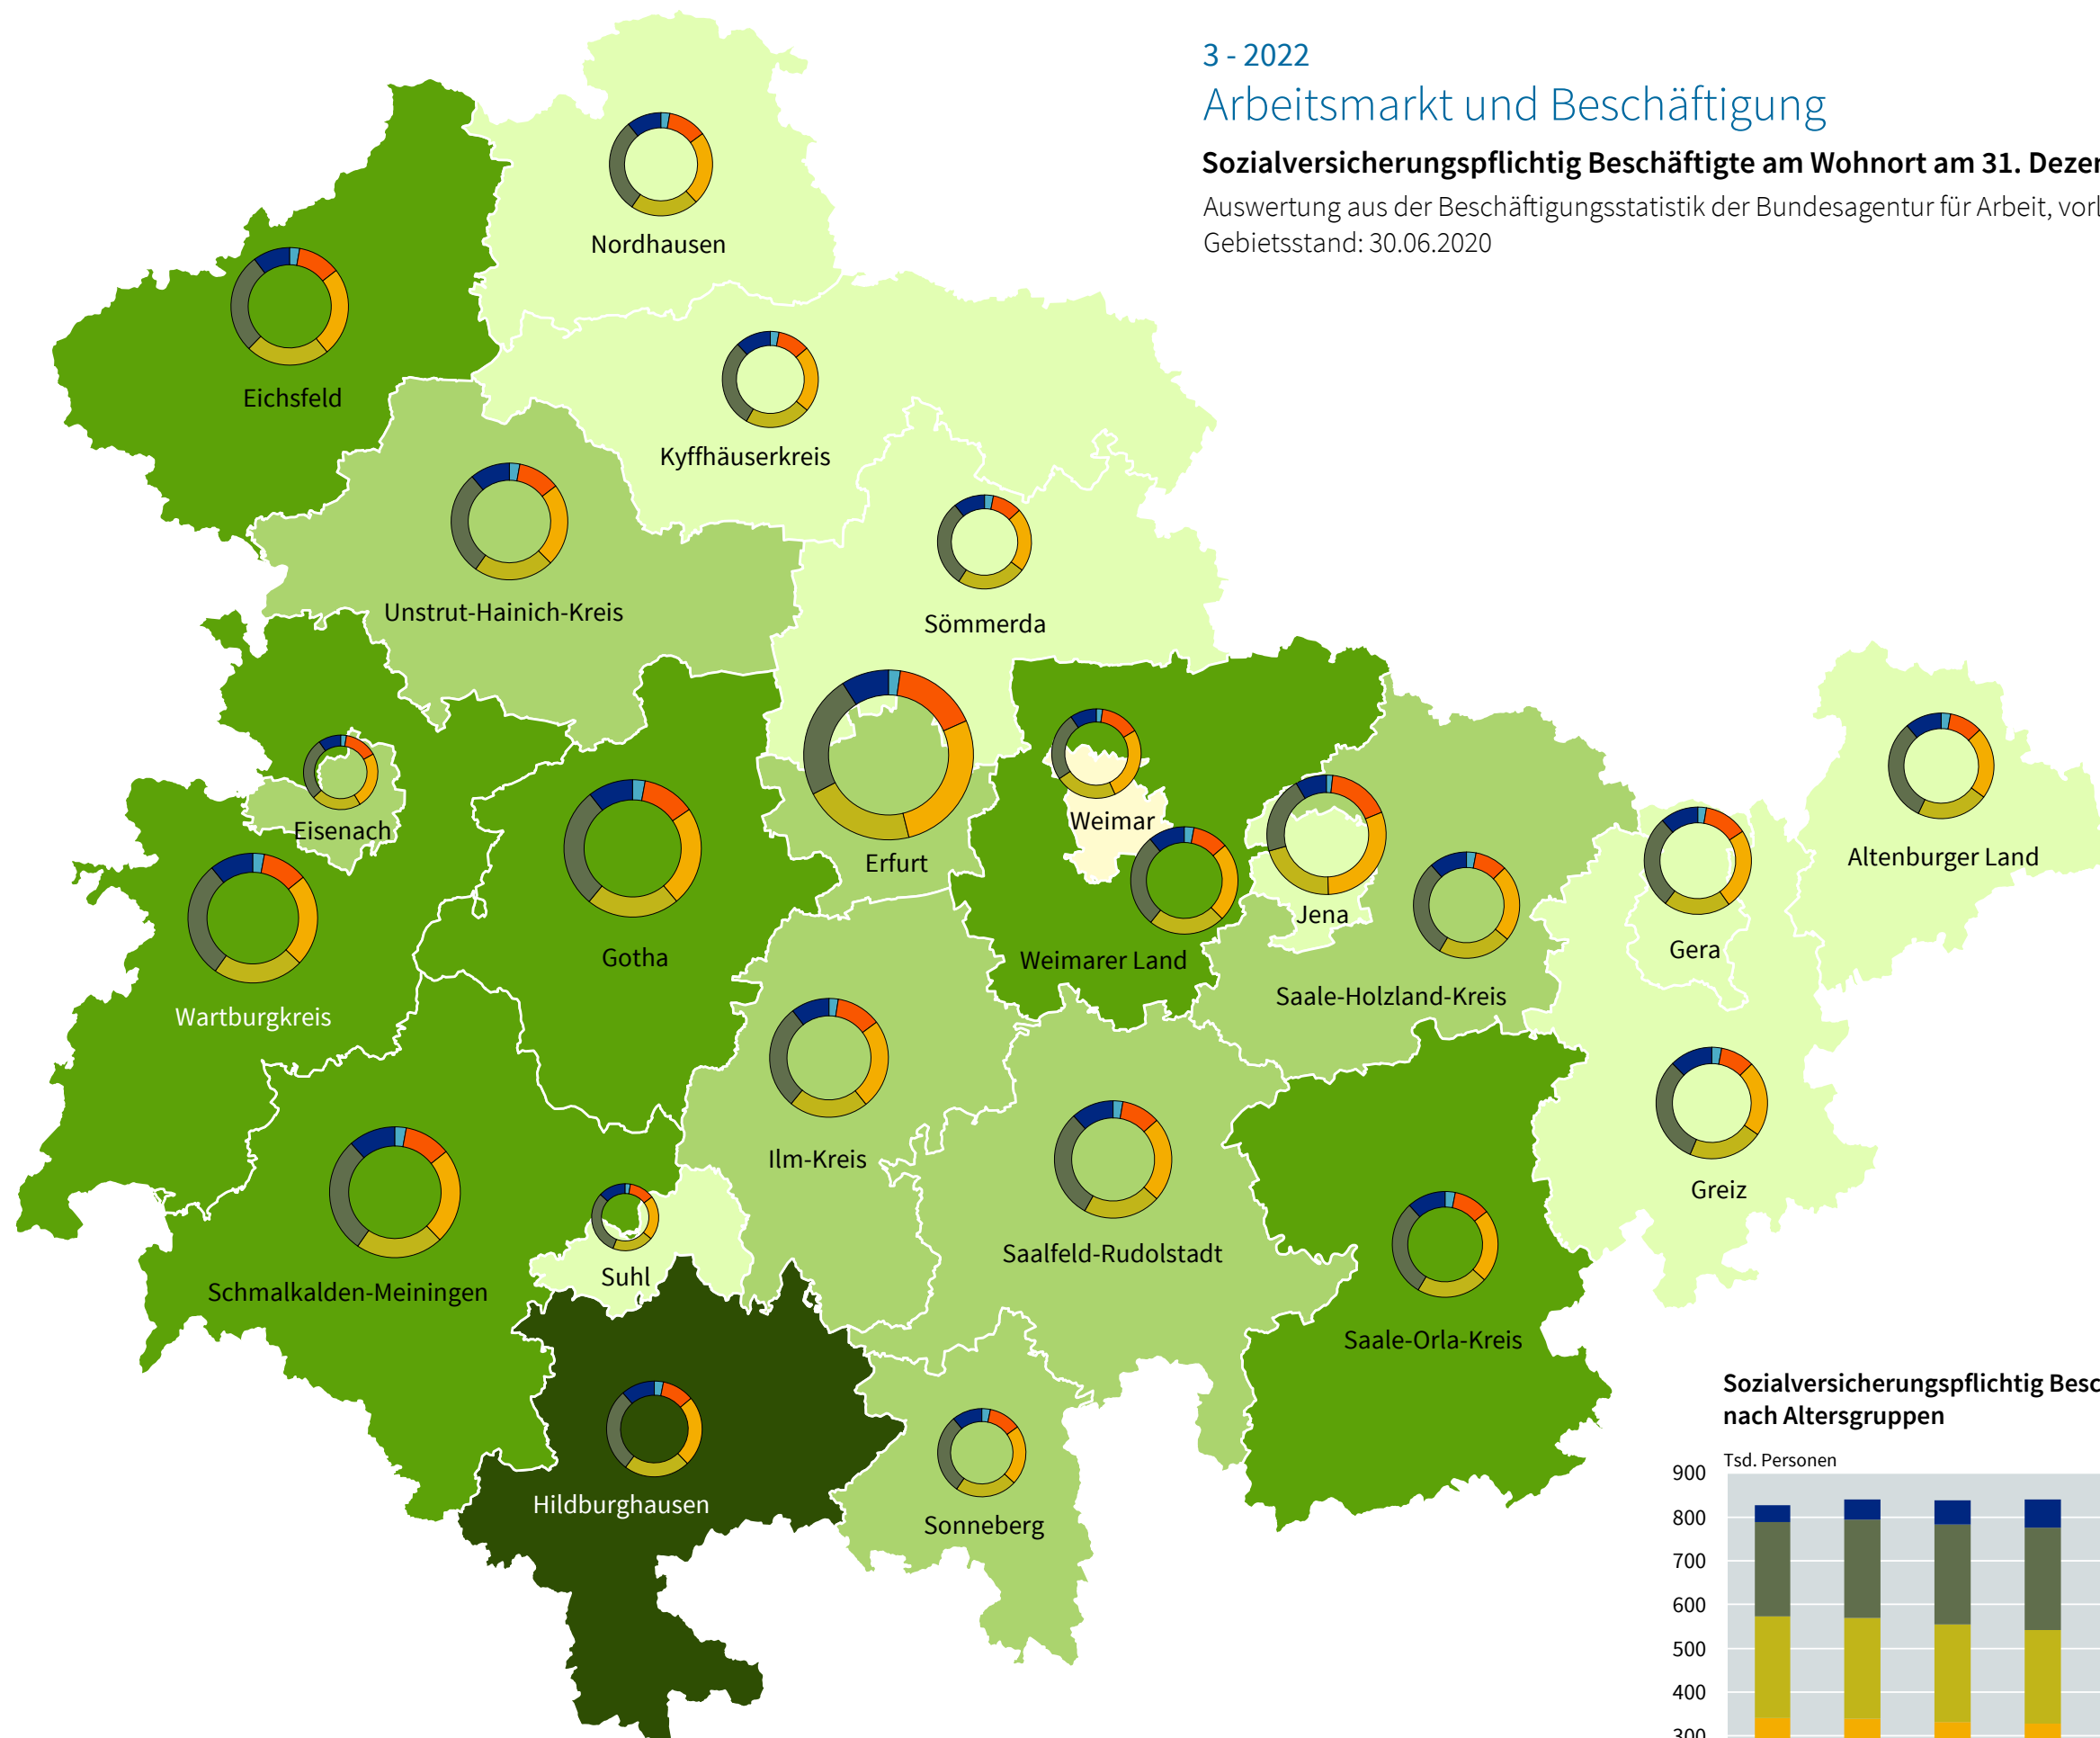 3 - 2022
Arbeitsmarkt und Beschäftigung
Sozialversicherungspflichtig Beschäftigte am Wohnort am 31.
Auswertung aus der Beschäftigungsstatistik der Bundesagentur für Arbeit,
Gebietsstand: 30.06.2020
Nordhausen
Eichsfeld
Kyffhäuserkreis
Unstrut-Hainich-Kreis
Sömmerda
Eisenach
Weimar
Erfurt
Altenburger Land
Jena
Gera
Gotha
Weimarer Land
Saale-Holzland-Kreis
Wartburgkreis
Ilm-Kreis
Greiz
Saalfeld-Rudolstadt
Suhl
Schmalkalden-Meiningen
Saale-Orla-Kreis
Hildburghausen
Sonneberg
Sozialversicherungspflichtig
nach Altersgruppen
Tsd. Personen
900
800
700
600
500
400
300